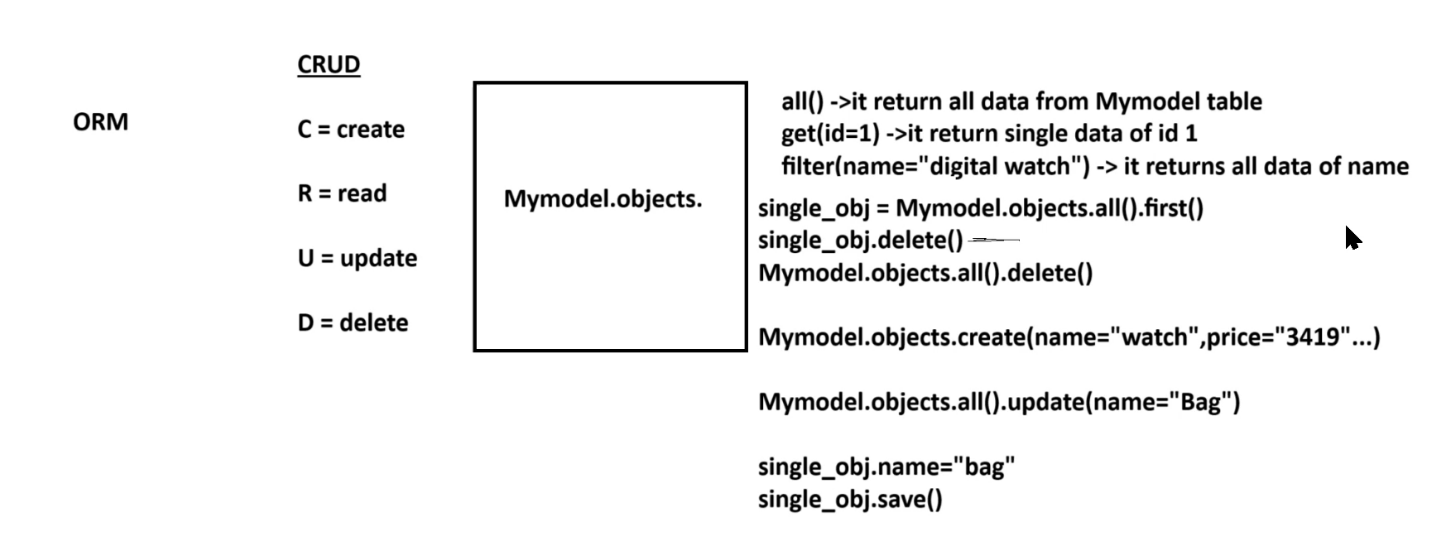 ORM
CRUD
C = create
R = read
U = update
D = delete
Mymodel.objects.
all() ->it return all data from Mymodel table
get(id=1) ->it return single data of id 1
filter(name="digital watch") -> it returns all data of name
single_obj = Mymodel.objects.all().first()
single_obj.delete()
Mymodel.objects.all().delete()
Mymodel.objects.create(name="watch",price="3419"...)
Mymodel.objects.all().update(name="Bag")
single_obj.name="bag"
single_obj.save()